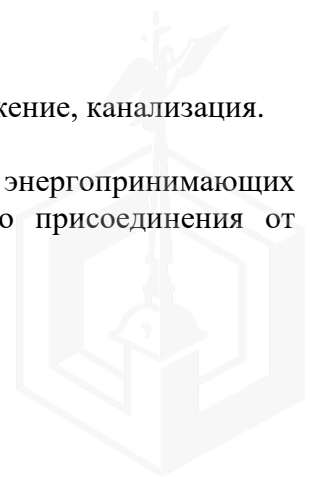 жение, канализация.
энергопринимающих
о присоединения от